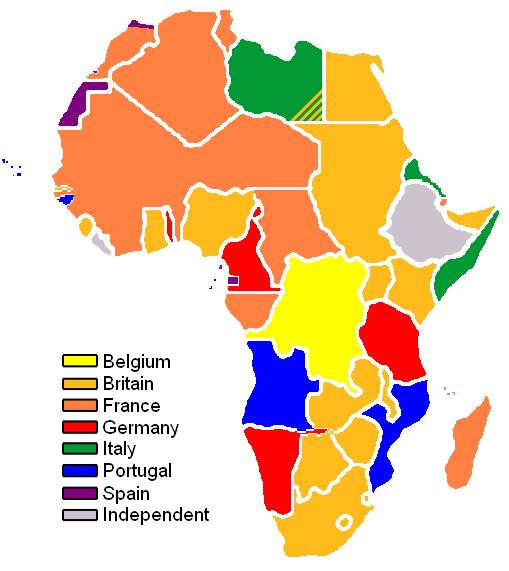 Belgium
Britain
France
Germany
Italy
Portugal
Spain
Independent